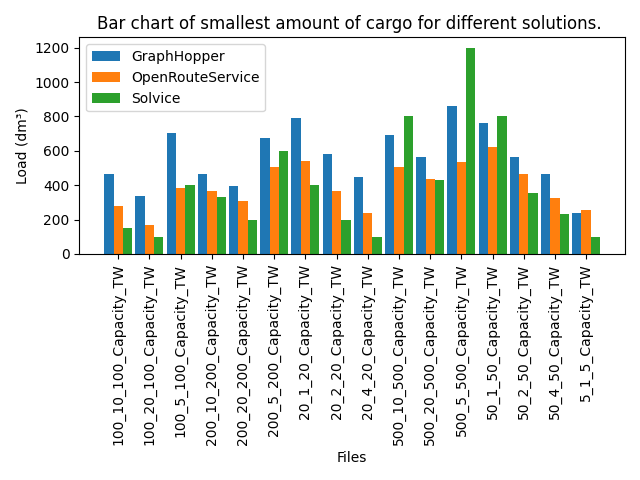 Bar chart of smallest amount of cargo for different solutions.
GraphHopper
OpenRouteService
Solvice
Load (dm³)
1200
1000
800
600
400
200
0
100_10_100_Capacity_TW
100_20_100_Capacity_TW
100_5_100_Capacity_TW
200_10_200_Capacity_TW
200_20_200_Capacity_TW
200_5_200_Capacity_TW
20_1_20_Capacity_TW
20_2_20_Capacity_TW
20_4_20_Capacity_TW
500_10_500_Capacity_TW
500_20_500_Capacity_TW
500_5_500_Capacity_TW
50_1_50_Capacity_TW
50_2_50_Capacity_TW
50_4_50_Capacity_TW
5_1_5_Capacity_TW
Files